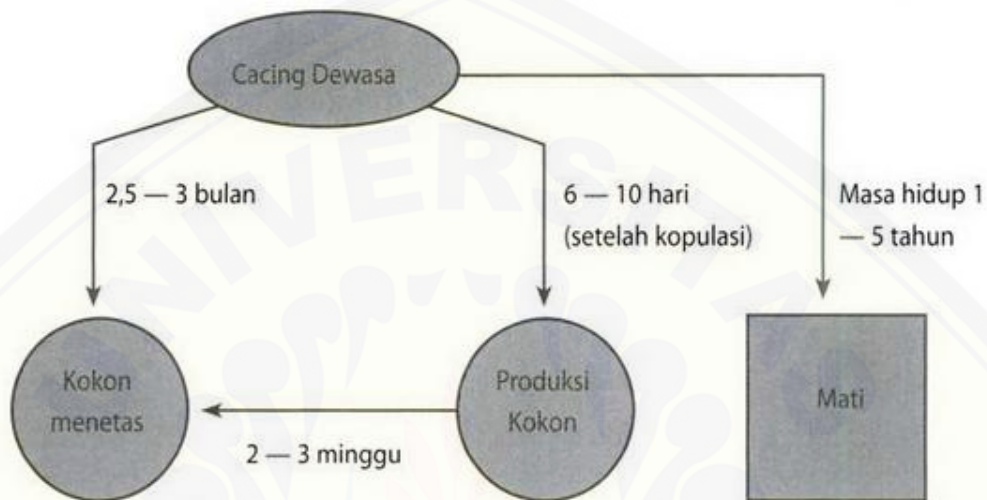 Cacing Dewasa
2,5 — 3 bulan
6 — 10 hari
(setelah kopulasi)
Masa hidup 1
— 5 tahun
Kokon
menetas
Produksi
Kokon
Mati
2 — 3 minggu
UNIVERSITA